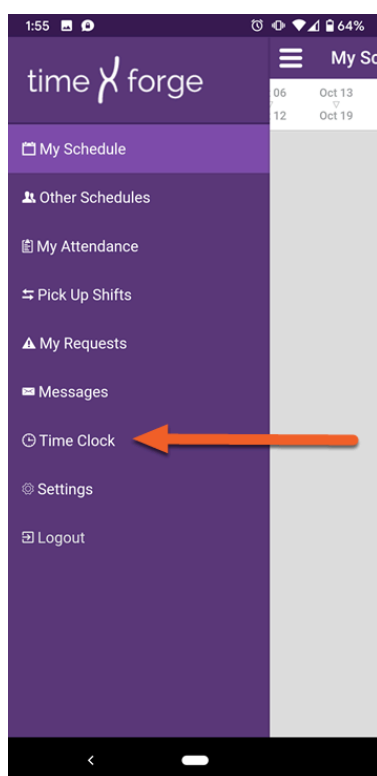 1:55 64%
time forge
My Sc
06 Oct 13
12 Oct 19
My Schedule
Other Schedules
My Attendance
Pick Up Shifts
My Requests
Messages
Time Clock
Settings
Logout